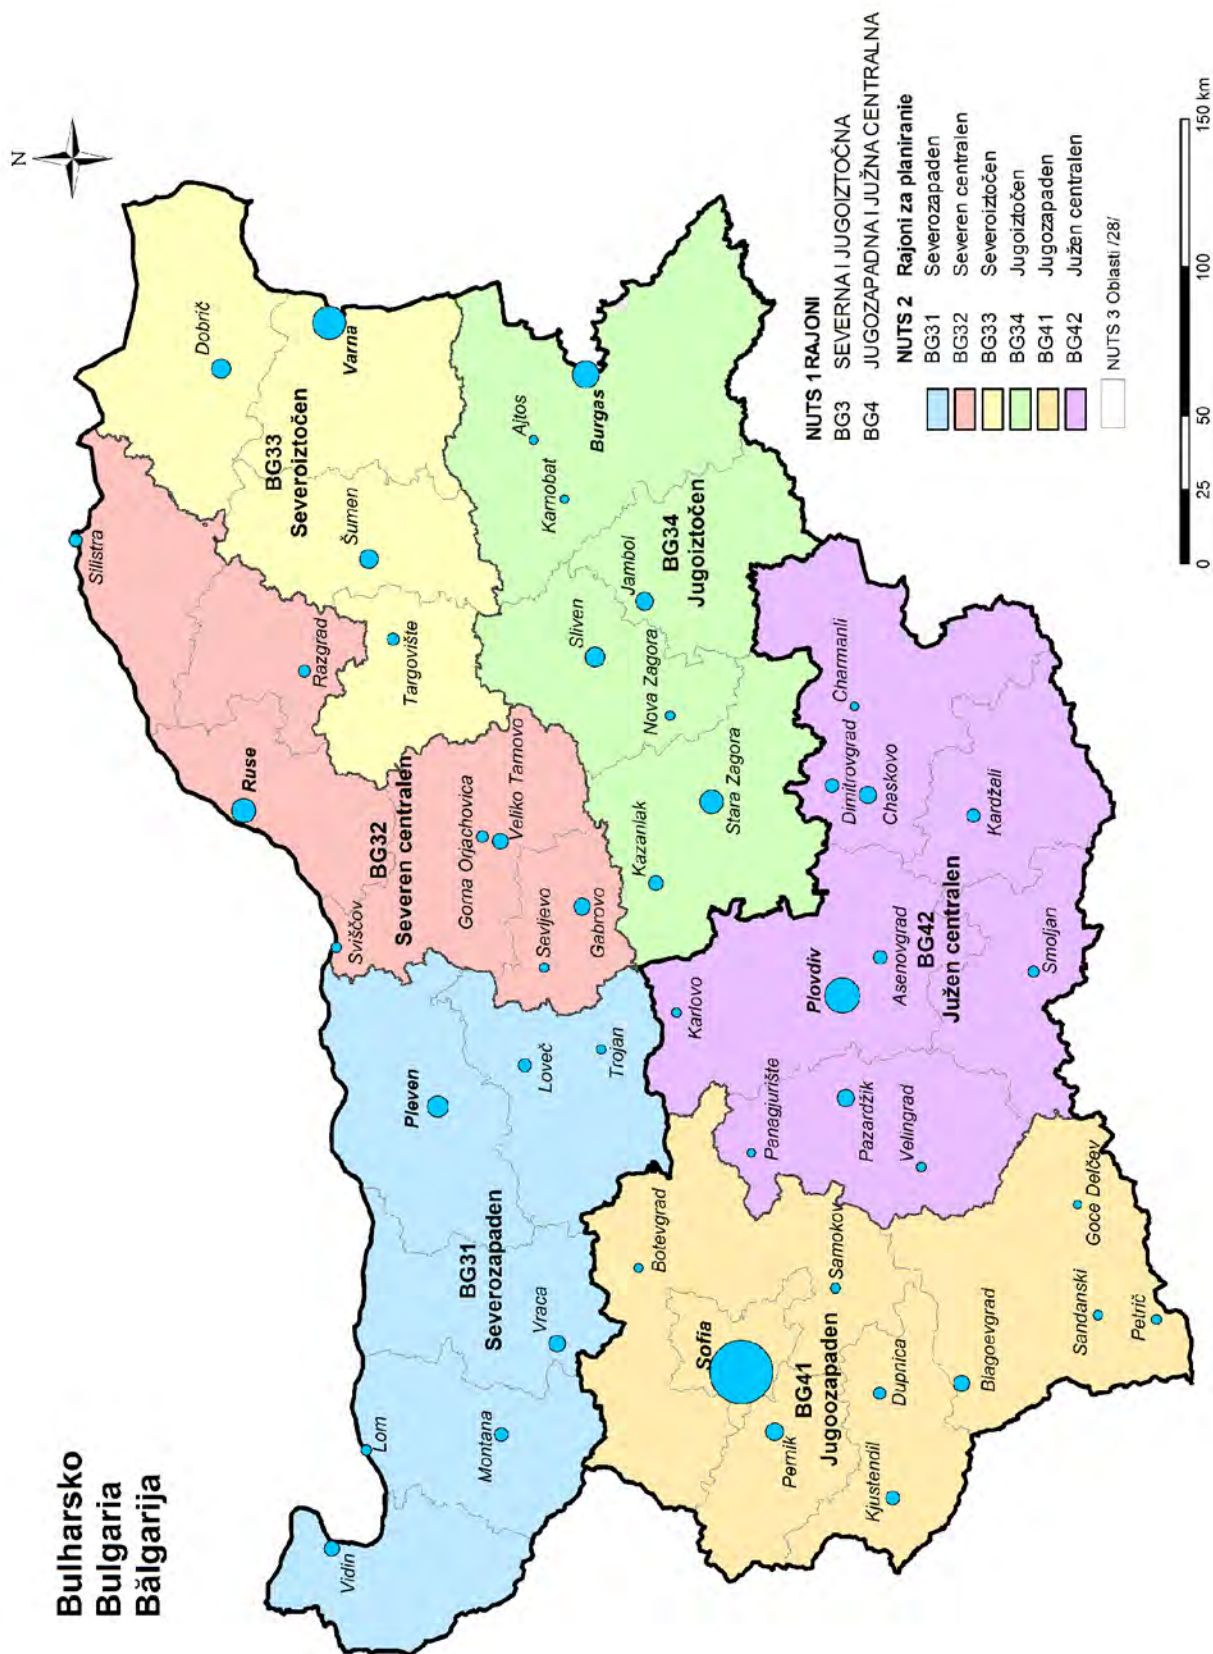 Bulharsko
Bulgaria
Bălgarija
N
Silistra
Dobrič
Varna
BG33
Severoiztočen
Šumen
Razgrad
Targovište
Ruse
BG32
Severen centralen
Svišščov
Gorna Orjachovica
Veliko Tarnovo
Sevlijevo
Gabrovo
Vidin
Lom
Montana
Vraca
BG31
Severozapaden
Pleven
Loveč
Trojan
Ajtos
Karnobat
Burgas
Sliven
Jambol
BG34
Jugoiztočen
Nova Zagora
Kazanlak
Stara Zagora
Botevgrad
Sofia
BG41
Jugoozapaden
Pernik
Samokov
Dupnica
Kjustendil
Blagoevgrad
Sandanski
Goce Delčev
Petrič
Karlovo
Panagjurište
Plovdiv
Pazardžik
Asenovgrad
Velingrad
BG42
Južen centralen
Smoljan
Dimitrovgrad
Charmanli
Chaskovo
Kardžali
NUTS 1 RAJONI
BG3 SEVERNA I JUGOIZTOČNA
BG4 JUGOZAPADNA I JUŽNA CENTRALNA
NUTS 2 Rajoni za planiranie
BG31 Severozapaden
BG32 Severen centralen
BG33 Severoiztočen
BG34 Jugoiztočen
BG41 Jugozapaden
BG42 Južen centralen
NUTS 3 Oblasti /28/
0 25 50 100 150 km